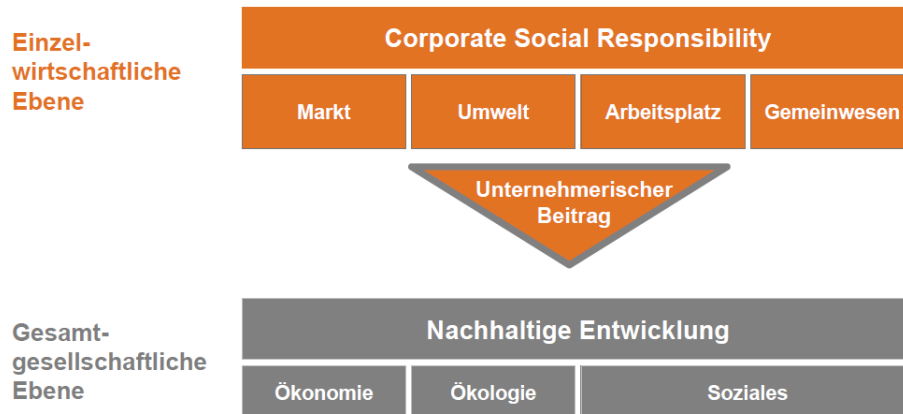 Einzel-
wirtschaftliche
Ebene
Corporate Social Responsibility
Markt
Umwelt
Arbeitsplatz
Gemeinwesen
Unternehmerischer
Beitrag
Gesamt-
gesellschaftliche
Ebene
Nachhaltige Entwicklung
Ökonomie
Ökologie
Soziales